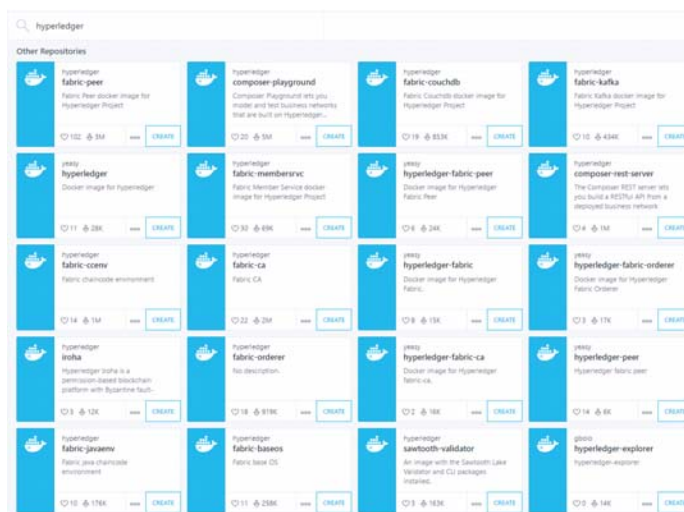 hyperledger
Other Repositories
hyperledger
fabric-peer
Fabric Peer docker image for
Hyperledger Project
102 3M
CREATE
hyperledger
composer-playground
Composer Playground lets you
model and test business networks
that are built on Hyperledger...
20 5M
CREATE
hyperledger
fabric-couchdb
Fabric Couchdb docker image for
Hyperledger Project
19 853K
CREATE
hyperledger
fabric-kafka
Fabric Kafka docker image for
Hyperledger Project
10 434K
CREATE
yeasy
hyperledger
Docker image for hyperledger
11 28K
CREATE
hyperledger
fabric-membersrvc
Fabric Member Service docker
image for Hyperledger Project
30 69K
CREATE
yeasy
hyperledger-fabric-peer
Docker image for Hyperledger
Fabric Peer
6 24K
CREATE
hyperledger
composer-rest-server
The Composer REST server lets
you build a RESTful API from a
deployed business network
4 1M
CREATE
hyperledger
fabric-ccenv
Fabric chaincode environment
14 1M
CREATE
hyperledger
fabric-ca
Fabric CA
22 2M
CREATE
yeasy
hyperledger-fabric
Docker image for Hyperledger
Fabric.
8 15K
CREATE
yeasy
hyperledger-fabric-orderer
Docker image for Hyperledger
Fabric Orderer
3 17K
CREATE
hyperledger
iroha
Hyperledger Iroha is a
permission-based blockchain
platform with Byzantine fault-
3 12K
CREATE
hyperledger
fabric-orderer
No description.
18 919K
CREATE
yeasy
hyperledger-fabric-ca
Docker image for Hyperledger
fabric-ca.
2 16K
CREATE
yeasy
hyperledger-peer
Hyperledger fabric peer
14 6K
CREATE
hyperledger
fabric-javaenv
Fabric java chaincode
environment
10 176K
CREATE
hyperledger
fabric-baseos
Fabric base OS
11 258K
CREATE
hyperledger
sawtooth-validator
An image with the Sawtooth Lake
Validator and CLI packages
installed.
3 163K
CREATE
hyperledger-explorer
hyperledger-explorer
0 14K
CREATE